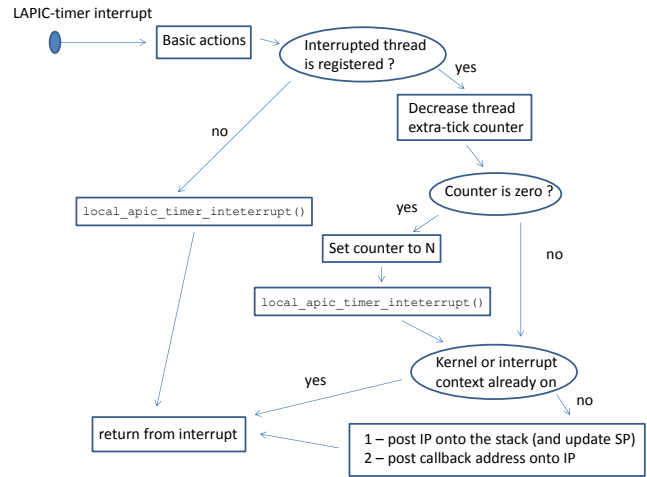 LAPIC-timer interrupt
Basic actions
Interrupted thread
is registered ?
yes
no
Decrease thread
extra-tick counter
Counter is zero ?
local_apic_timer_inteterrupt()
yes
no
Set counter to N
local_apic_timer_inteterrupt()
Kernel or interrupt
context already on
yes
no
return from interrupt
1 – post IP onto the stack (and update SP)
2 – post callback address onto IP